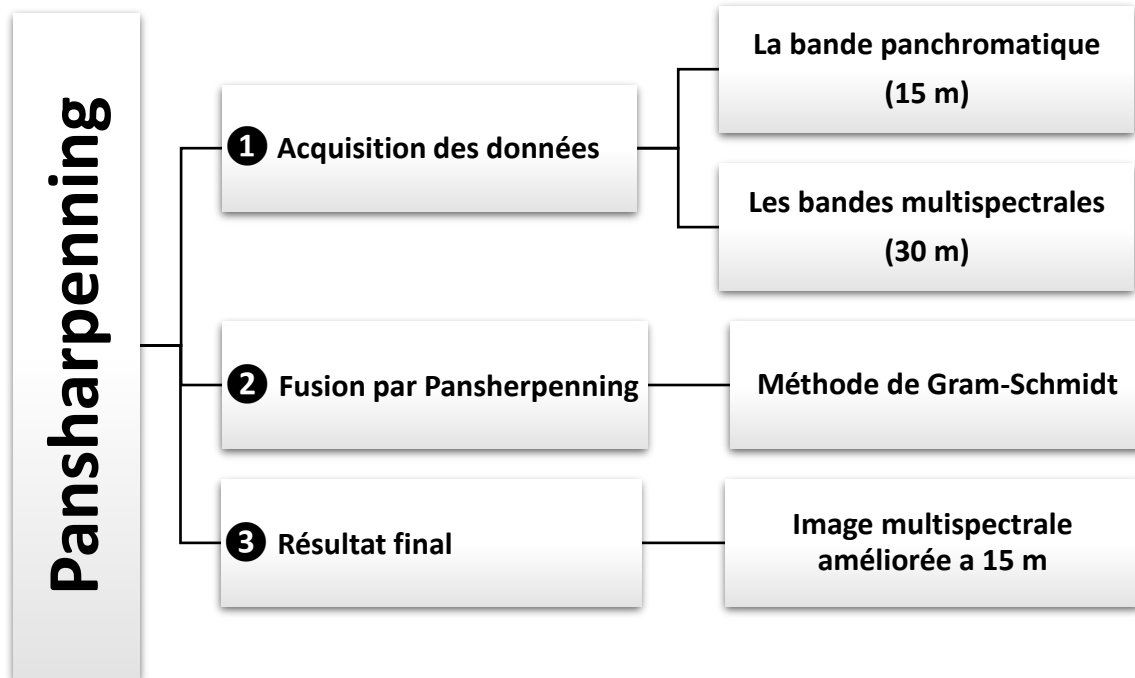 Pansharpenning
❶ Acquisition des données
La bande panchromatique
(15 m)
Les bandes multispectrales
(30 m)
❷ Fusion par Pansherpenning
Méthode de Gram-Schmidt
❸ Résultat final
Image multispectrale
améliorée a 15 m